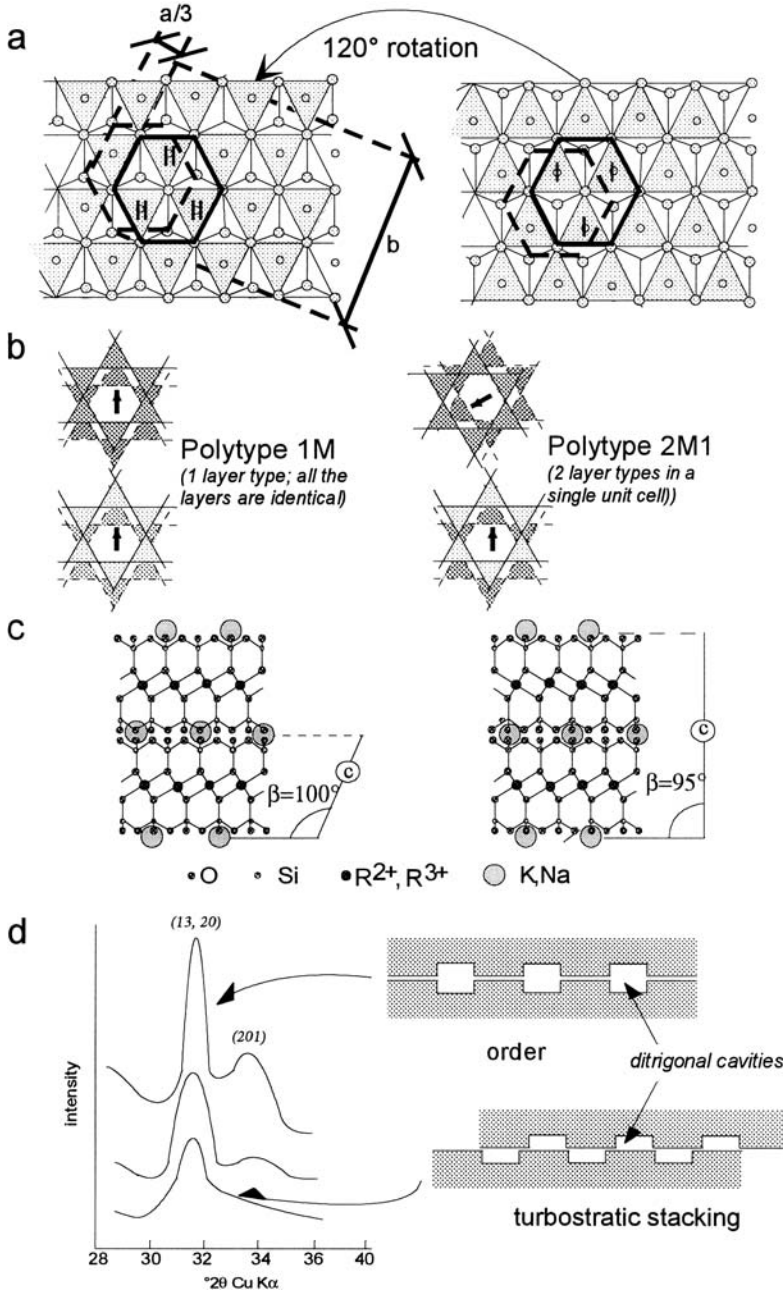 a
a/3
120° rotation
b
b
Polytype 1M
(1 layer type; all the
layers are identical)
Polytype 2M1
(2 layer types in a
single unit cell))
c
β=100°
c
β=95°
c
O
Si
R2+, R3+
K,Na
d
(13, 20)
(201)
intensity
28 30 32 34 36 40
°2θ Cu Kα
order
ditrigonal cavities
turbostratic stacking